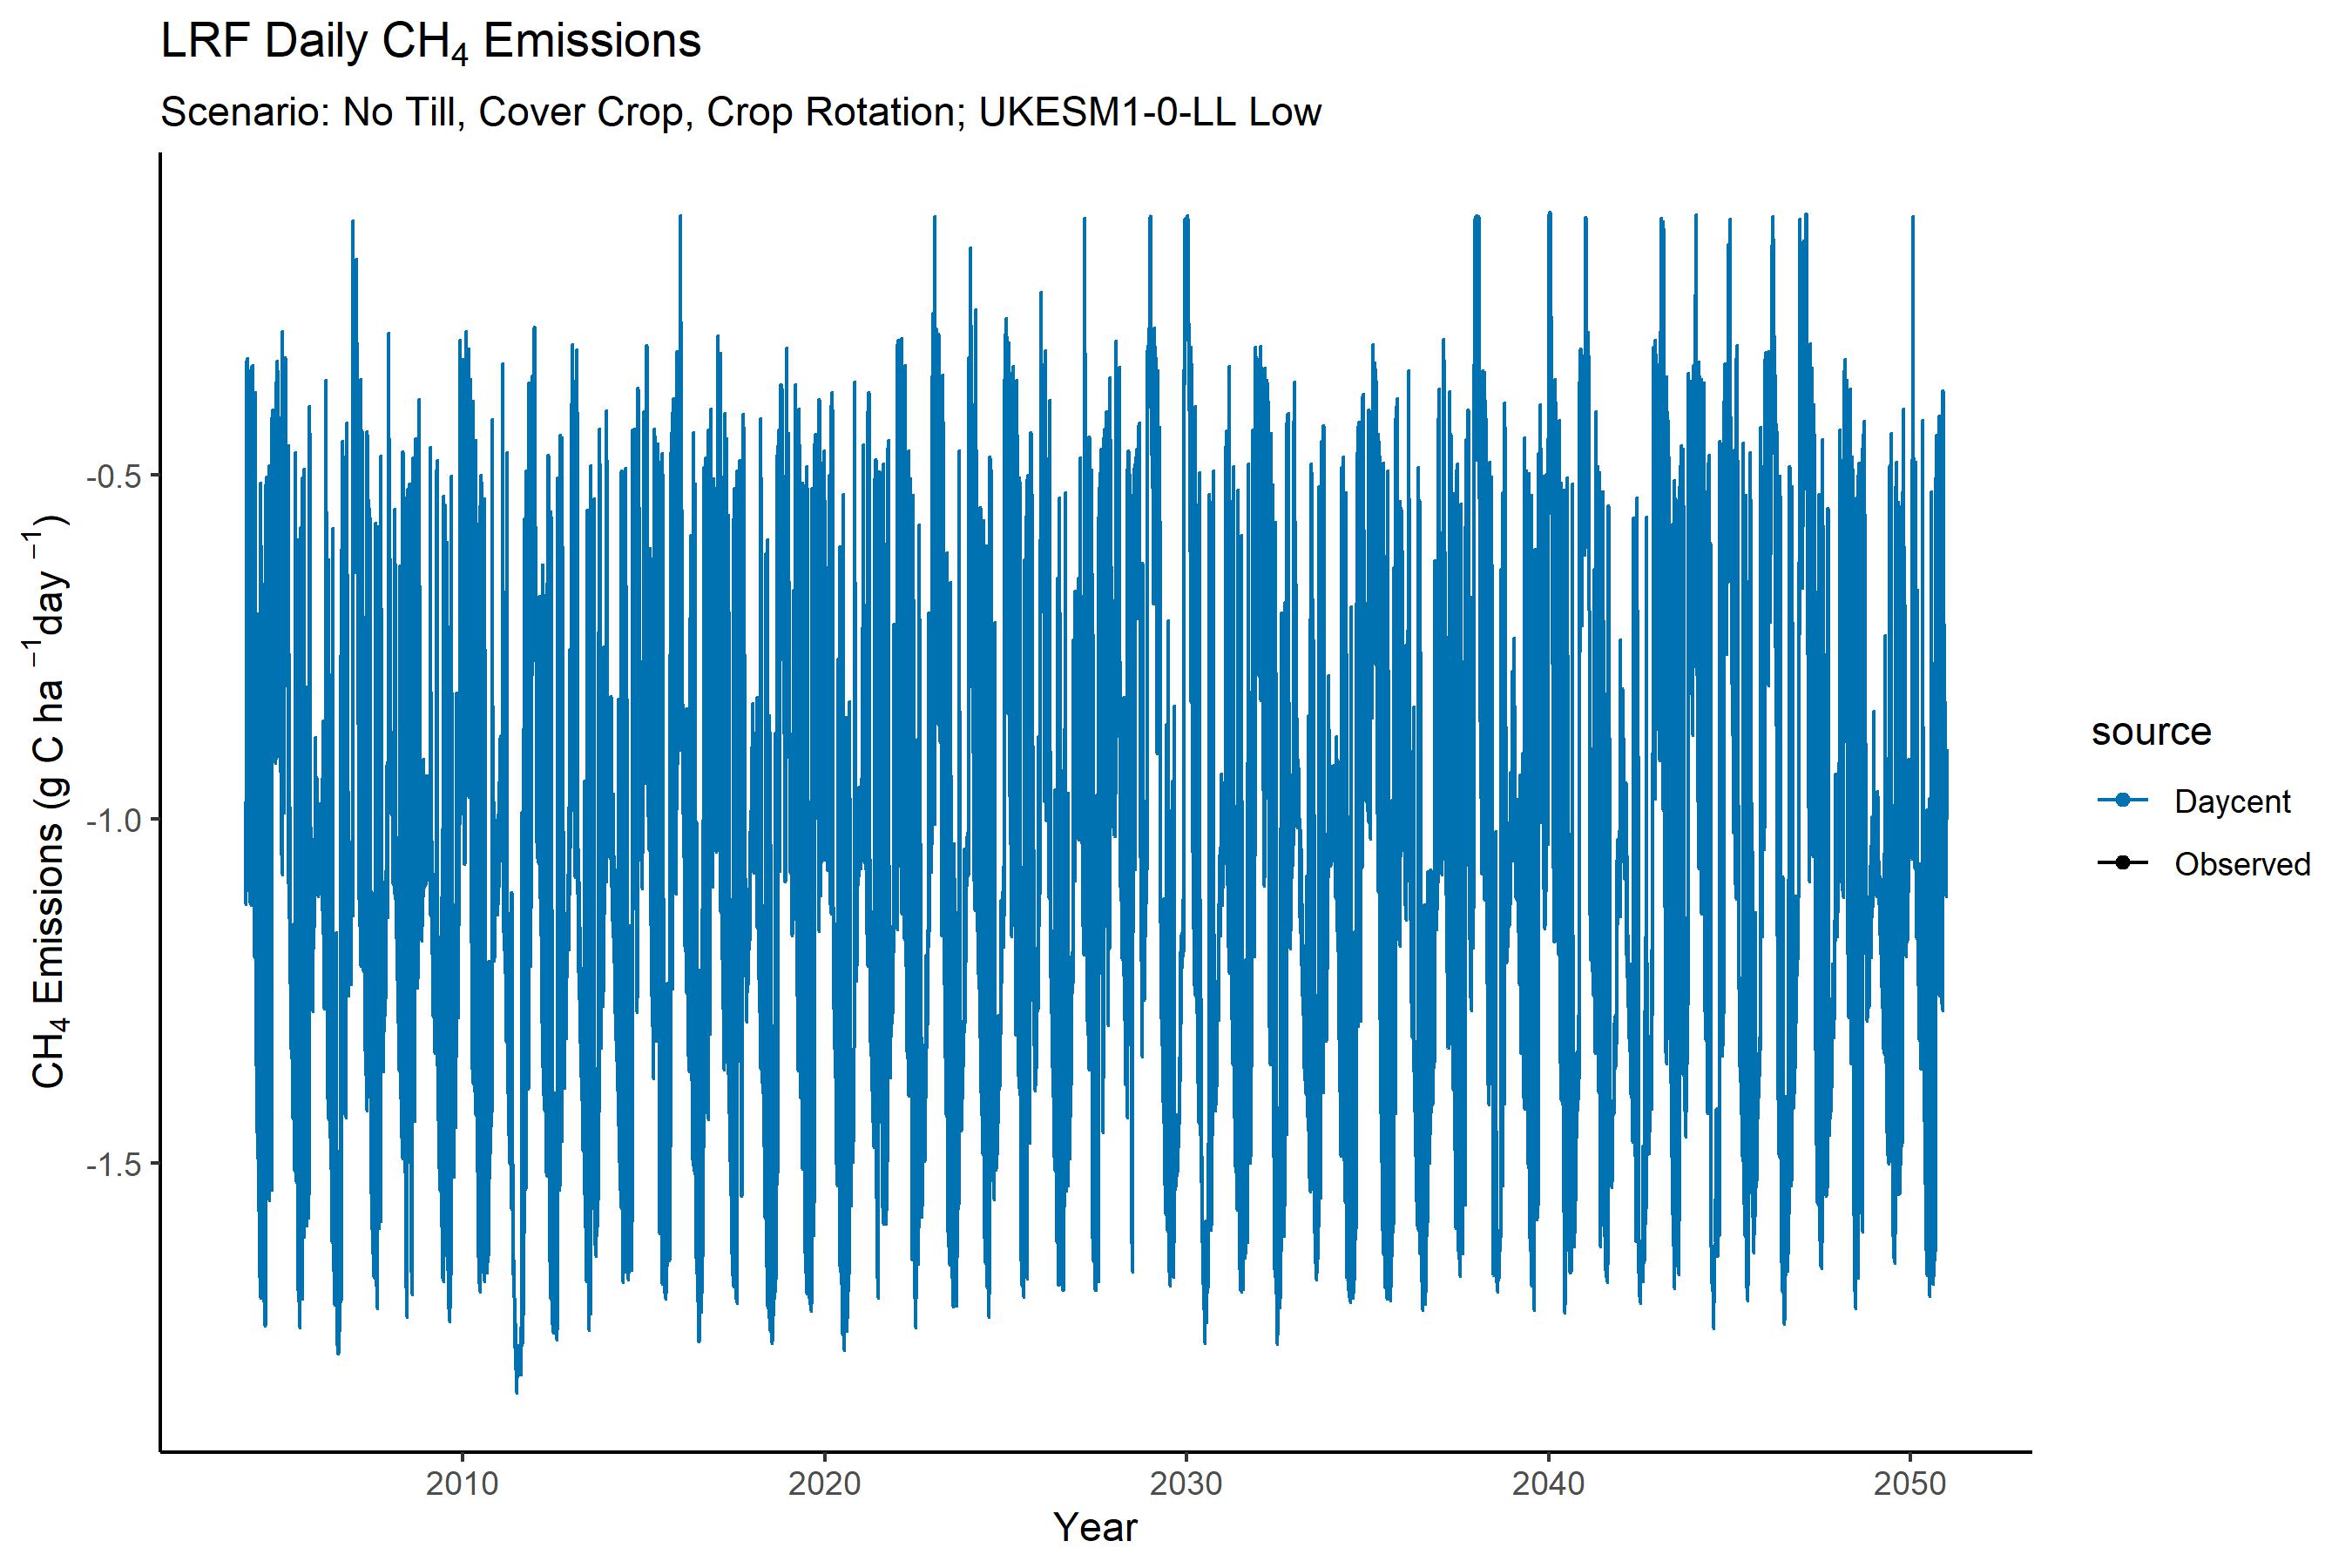 LRF Daily CH₄ Emissions
Scenario: No Till, Cover Crop, Crop Rotation; UKESM1-0-LL Low
CH₄ Emissions (g C ha ⁻¹day ⁻¹)
-0.5
-1.0
-1.5
2010 2020 2030 2040 2050
Year
source
Daycent
Observed